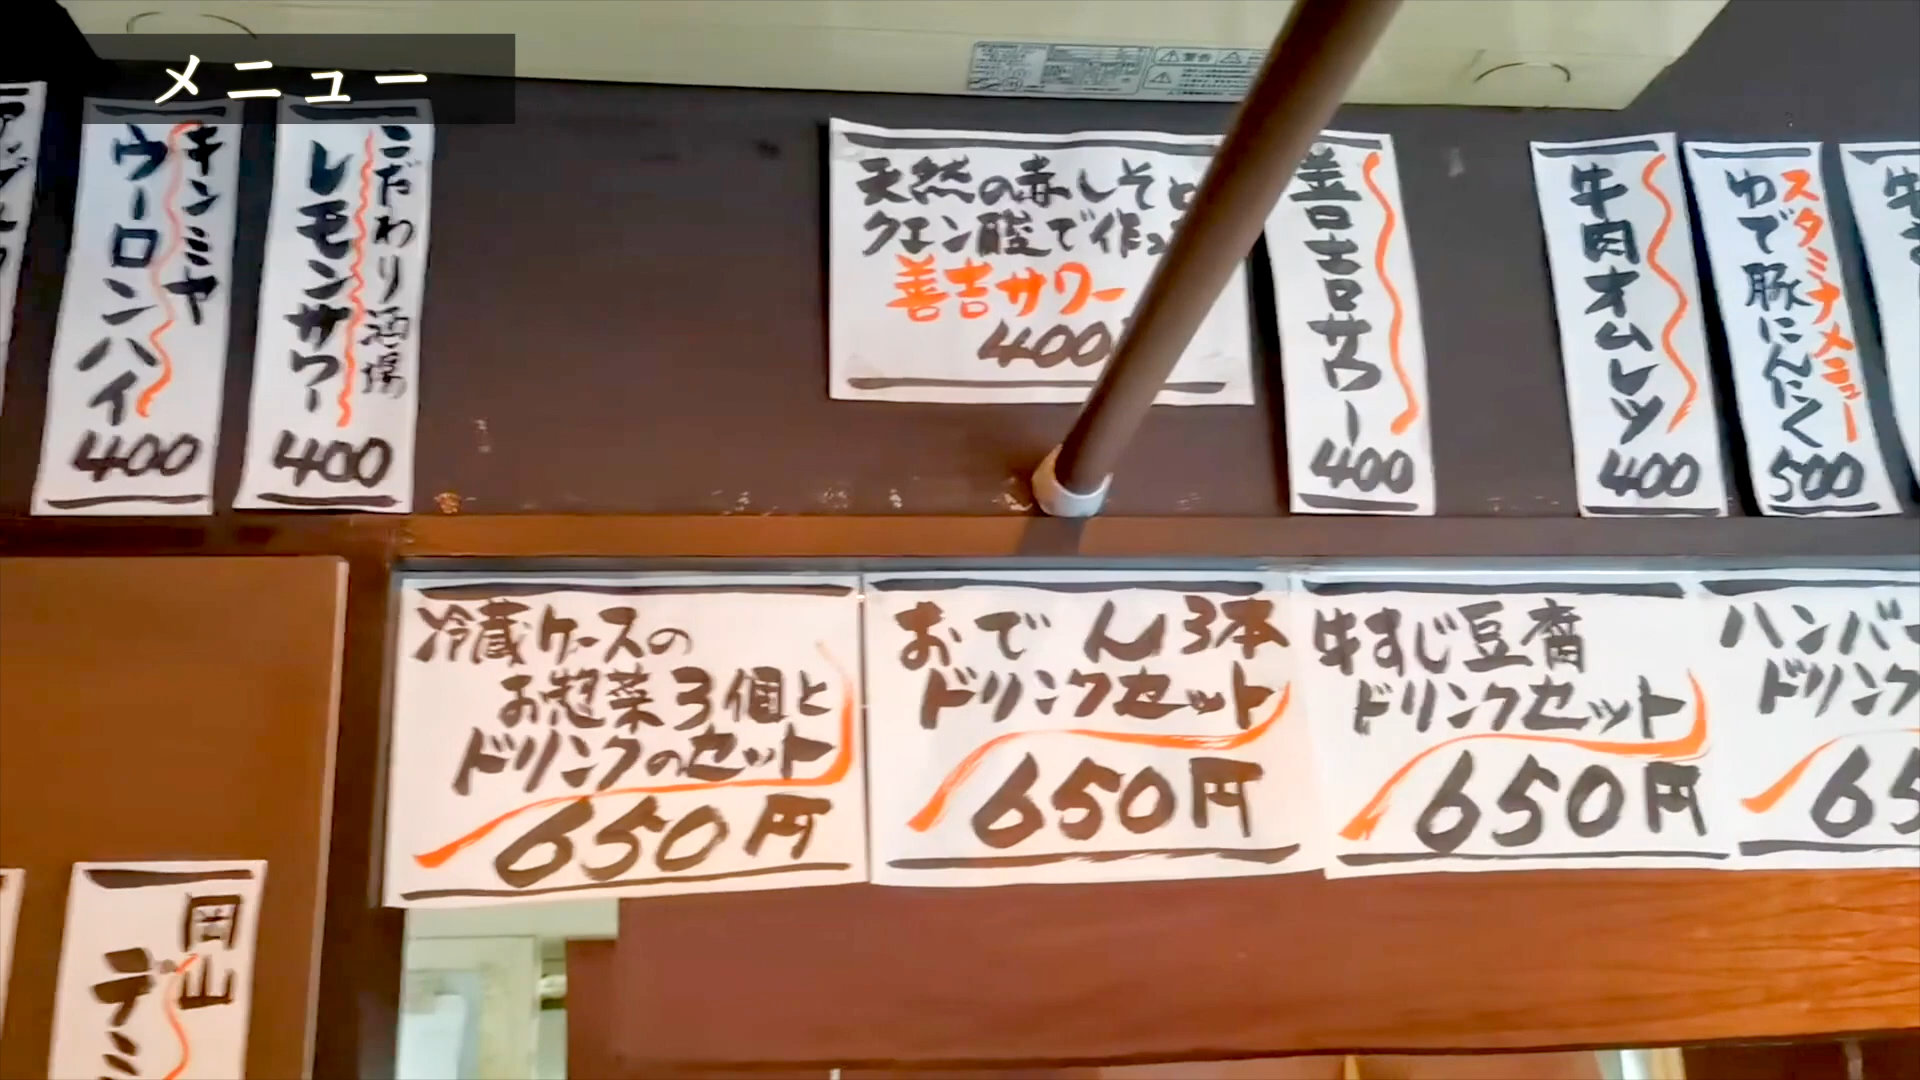 メニュー
キンミヤ
ウーロンハイ
400
こだわり酒場
レモンサワー
400
天然の赤しそと
クエン酸で作っ
善吉サワー
400
善吉サワー
400
牛肉オムレツ
400
スタミナメニュー
ゆで豚にんにく
500
冷蔵ケースの
お惣菜3個と
ドリンクのセット
650円
おでん3本
ドリンクセット
650円
牛すじ豆腐
ドリンクセット
650円
ハンバー
ドリンク
65
岡山
デミ